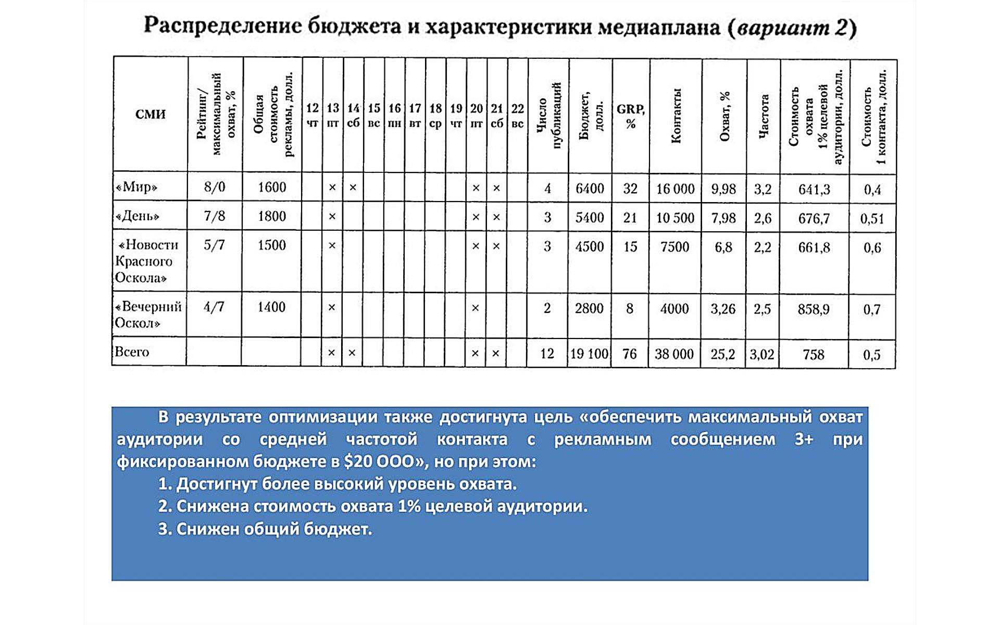 Распределение бюджета и характеристики медиаплана (вариант 2)
СМИ | Рейтинг/максимальный охват, % | Общая стоимость рекламы, долл. | 12 чт | 13 пт | 14 сб | 15 вс | 16 пн | 17 вт | 18 ср | 19 чт | 20 пт | 21 сб | 22 вс | Число публикаций | Бюджет, долл. | GRP, % | Контакты | Охват, % | Частота | Стоимость охвата 1% целевой аудитории, долл. | Стоимость 1 контакта, долл.
«Мир» | 8/0 | 1600 | | × | × | | | | | | × | × | | 4 | 6400 | 32 | 16 000 | 9,98 | 3,2 | 641,3 | 0,4
«День» | 7/8 | 1800 | | × | | | | | | | × | × | | 3 | 5400 | 21 | 10 500 | 7,98 | 2,6 | 676,7 | 0,51
«Новости Красного Оскола» | 5/7 | 1500 | | × | | | | | | | × | × | | 3 | 4500 | 15 | 7500 | 6,8 | 2,2 | 661,8 | 0,6
«Вечерний Оскол» | 4/7 | 1400 | | × | | | | | | | × | | | 2 | 2800 | 8 | 4000 | 3,26 | 2,5 | 858,9 | 0,7
Всего | | | | × | × | | | | | | × | × | | 12 | 19 100 | 76 | 38 000 | 25,2 | 3,02 | 758 | 0,5
В результате оптимизации также достигнута цель «обеспечить максимальный охват
аудитории со средней частотой контакта с рекламным сообщением 3+ при
фиксированном бюджете в $20 ООО», но при этом:
1. Достигнут более высокий уровень охвата.
2. Снижена стоимость охвата 1% целевой аудитории.
3. Снижен общий бюджет.